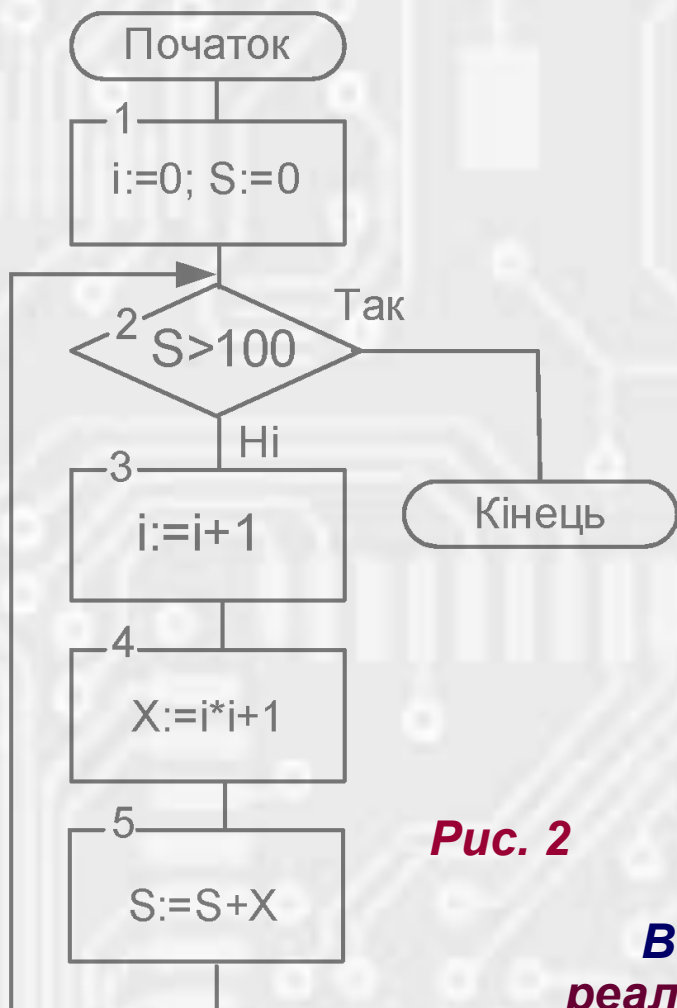 Початок
1
i:=0; S:=0
Так
2
S>100
Ні
3
i:=i+1
Кінець
4
X:=i*i+1
5
Рис. 2
S:=S+X